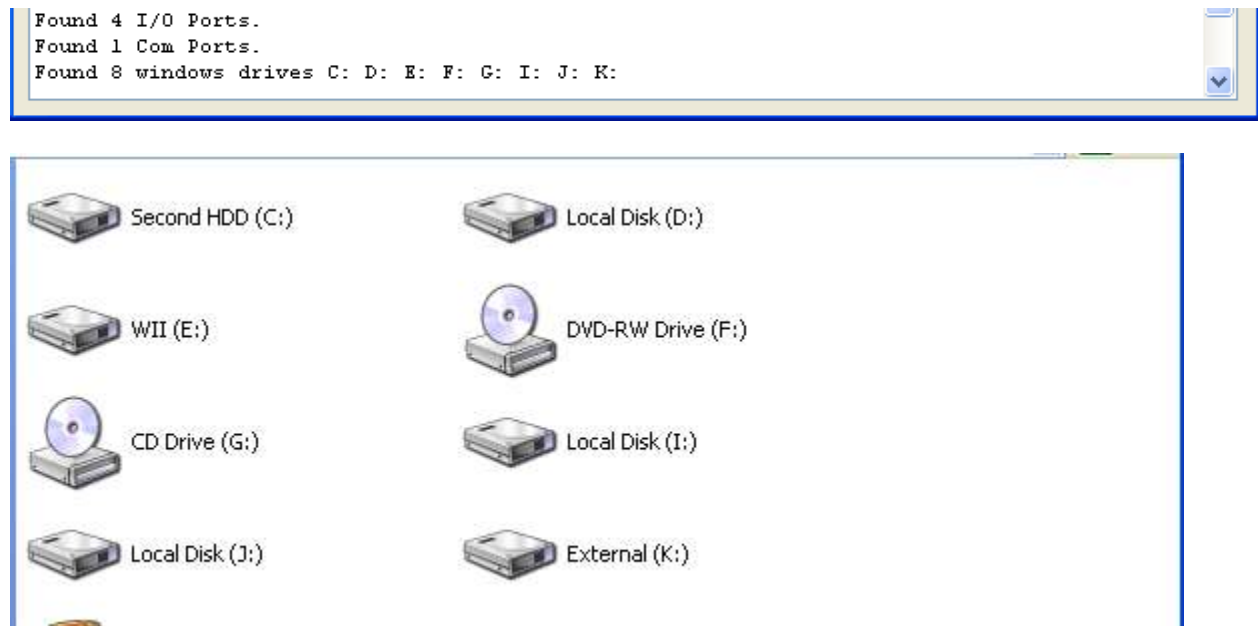 Found 4 I/O Ports.
Found 1 Com Ports.
Found 8 windows drives C: D: E: F: G: I: J: K:
Second HDD (C:)
Local Disk (D:)
WII (E:)
DVD-RW Drive (F:)
CD Drive (G:)
Local Disk (I:)
Local Disk (J:)
External (K:)